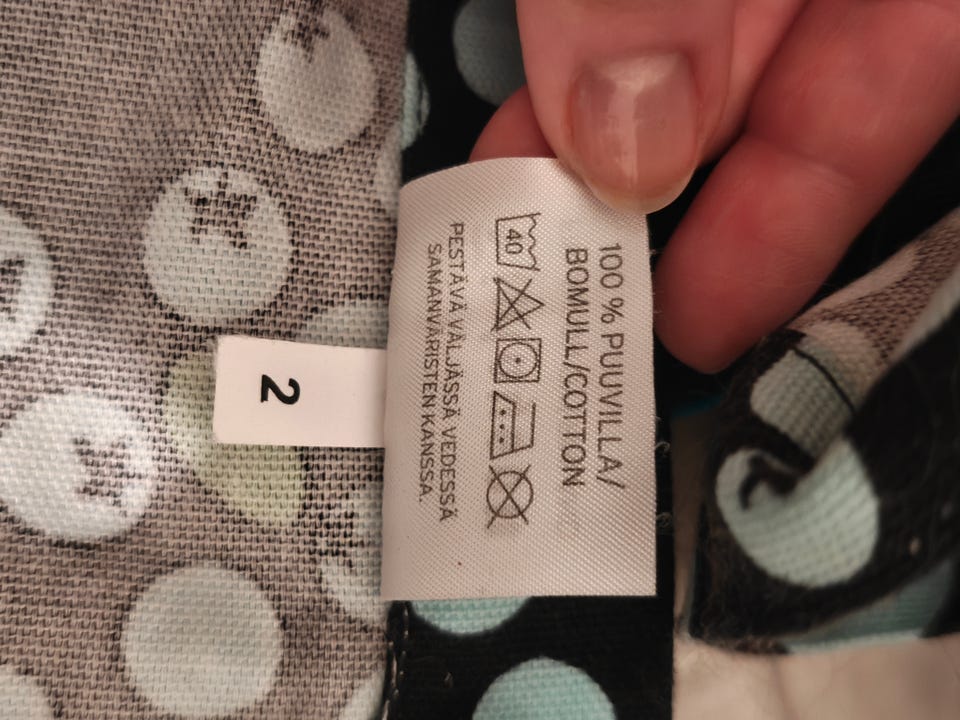 100 % PUUVILLA/
BOMULL/COTTON
40
PESTÄVÄ VÄLJÄSSÄ VEDESSÄ
SAMANVÄRISTEN KANSSA.
2